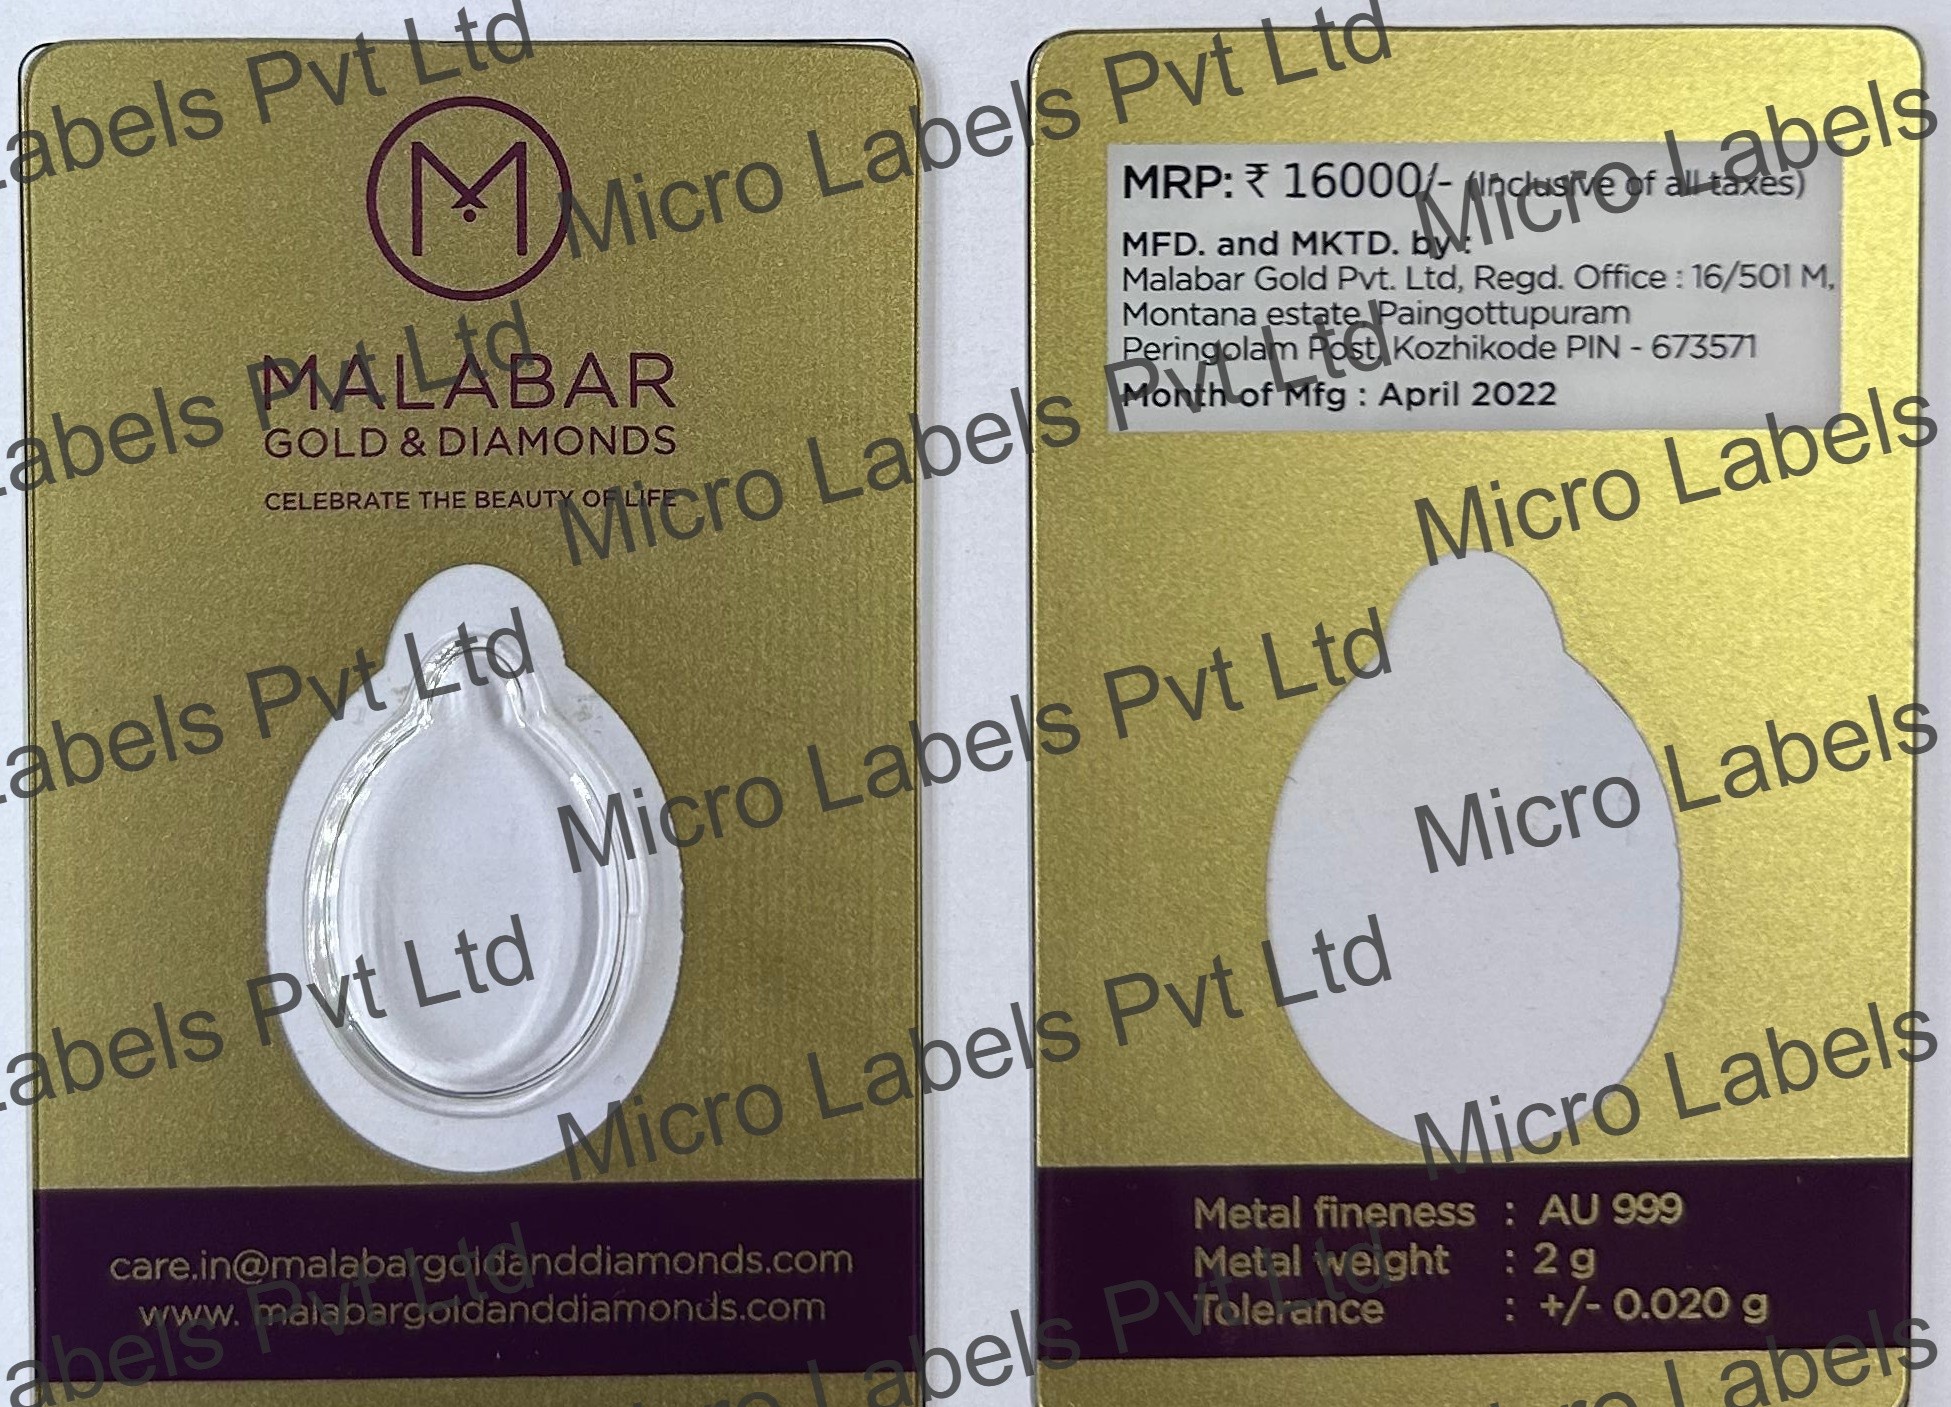 MALABAR
GOLD & DIAMONDS
CELEBRATE THE BEAUTY OF LIFE
care.in@malabargoldanddiamonds.com
www. malabargoldanddiamonds.com
MRP: ₹ 16000/- (Inclusive of all taxes)
MFD. and MKTD. by :
Malabar Gold Pvt. Ltd, Regd. Office : 16/501 M,
Montana estate, Paingottupuram
Peringolam Post, Kozhikode PIN - 673571
Month of Mfg : April 2022
Metal fineness : AU 999
Metal weight : 2 g
Tolerance : +/- 0.020 g
Micro Labels Pvt Ltd